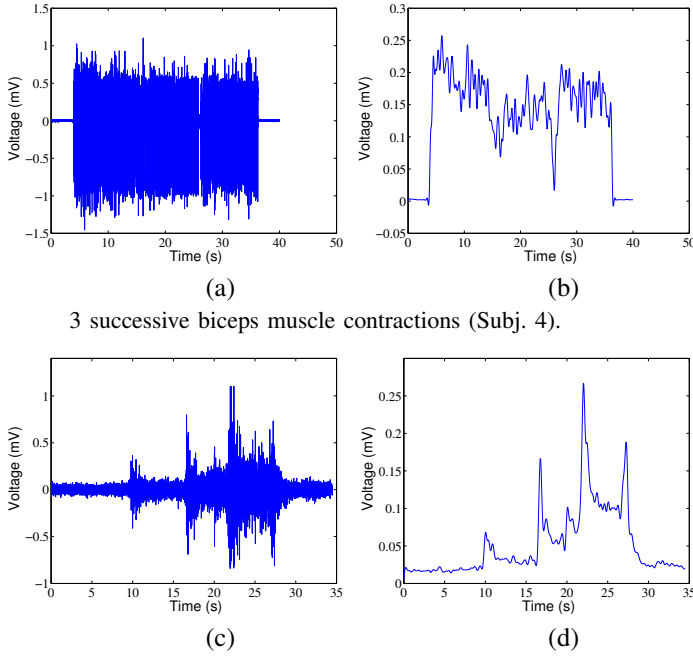 1.5
1
0.5
0
−0.5
−1
−1.5
Voltage (mV)
0 10 20 30 40 50
Time (s)
(a)
0.3
0.25
0.2
0.15
0.1
0.05
0
−0.05
Voltage (mV)
0 10 20 30 40 50
Time (s)
(b)
3 successive biceps muscle contractions (Subj. 4).
1
0.5
0
−0.5
−1
Voltage (mV)
0 5 10 15 20 25 30 35
Time (s)
(c)
0.25
0.2
0.15
0.1
0.05
0
Voltage (mV)
0 5 10 15 20 25 30 35
Time (s)
(d)